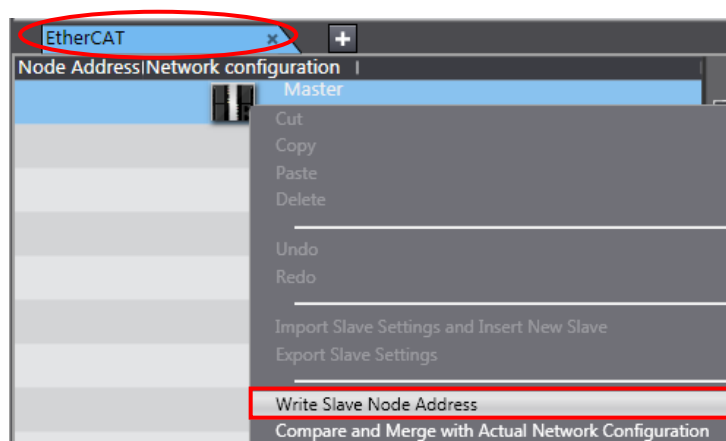 EtherCAT × +
Node Address|Network configuration |
Master
Cut
Copy
Paste
Delete
Undo
Redo
Import Slave Settings and Insert New Slave
Export Slave Settings
Write Slave Node Address
Compare and Merge with Actual Network Configuration